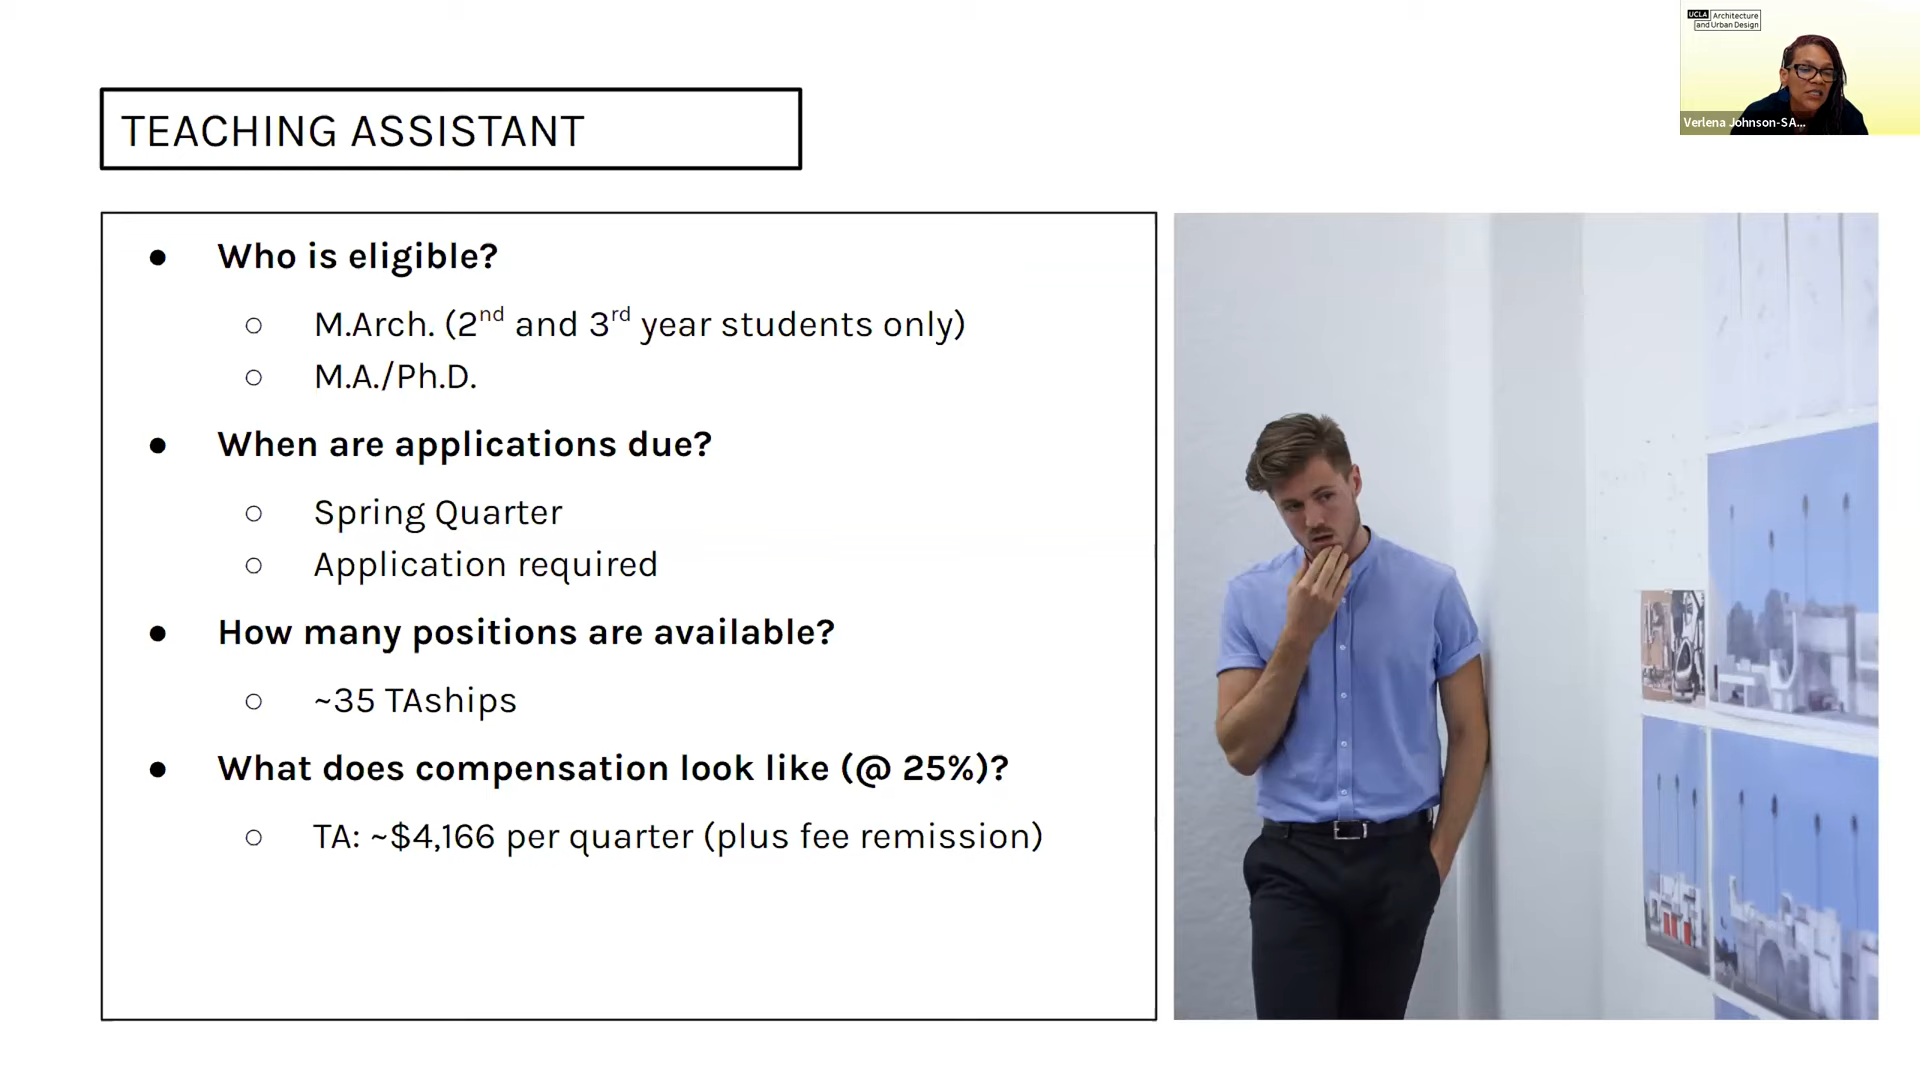 UCLA Architecture
and Urban Design
Verlena Johnson-SA...
TEACHING ASSISTANT
● Who is eligible?
○ M.Arch. (2nd and 3rd year students only)
○ M.A./Ph.D.
● When are applications due?
○ Spring Quarter
○ Application required
● How many positions are available?
○ ~35 TAships
● What does compensation look like (@ 25%)?
○ TA: ~$4,166 per quarter (plus fee remission)